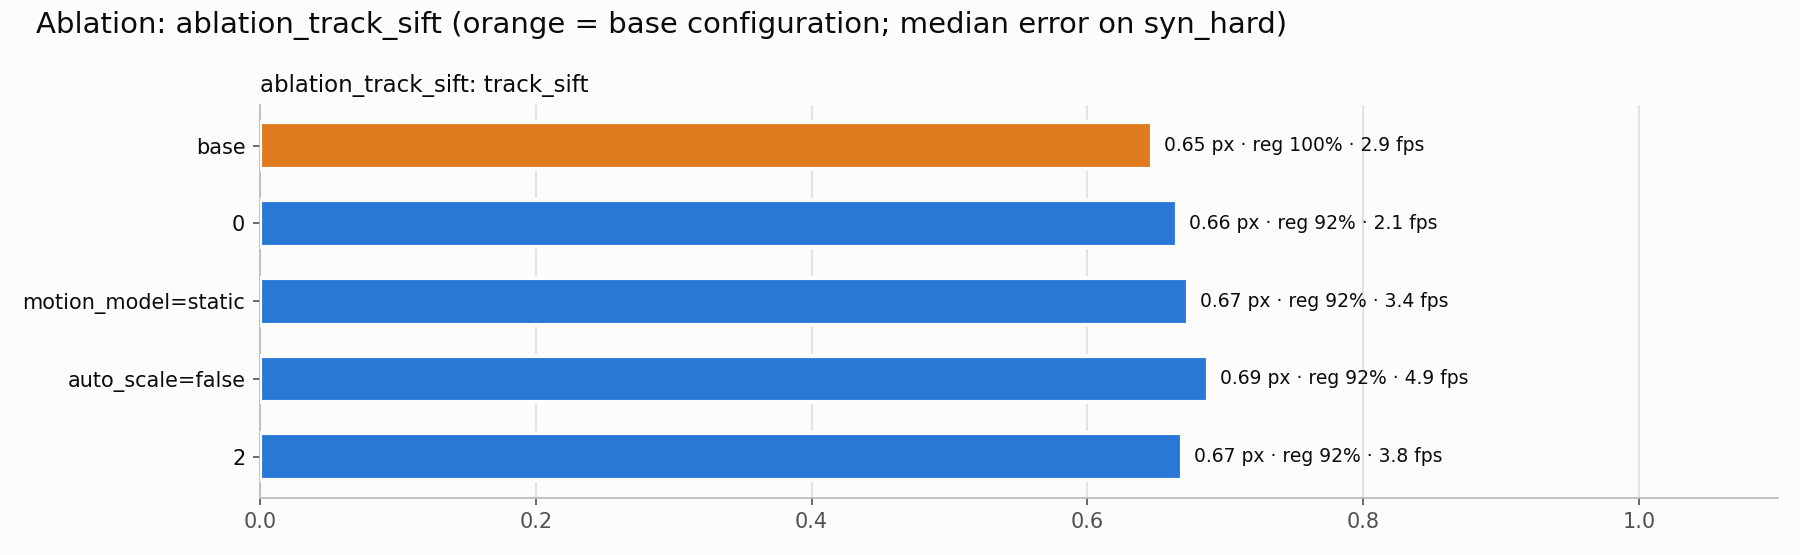 Ablation: ablation_track_sift (orange = base configuration; median error on syn_hard)
ablation_track_sift: track_sift
base
0.65 px · reg 100% · 2.9 fps
0
0.66 px · reg 92% · 2.1 fps
motion_model=static
0.67 px · reg 92% · 3.4 fps
auto_scale=false
0.69 px · reg 92% · 4.9 fps
2
0.67 px · reg 92% · 3.8 fps
0.0 0.2 0.4 0.6 0.8 1.0